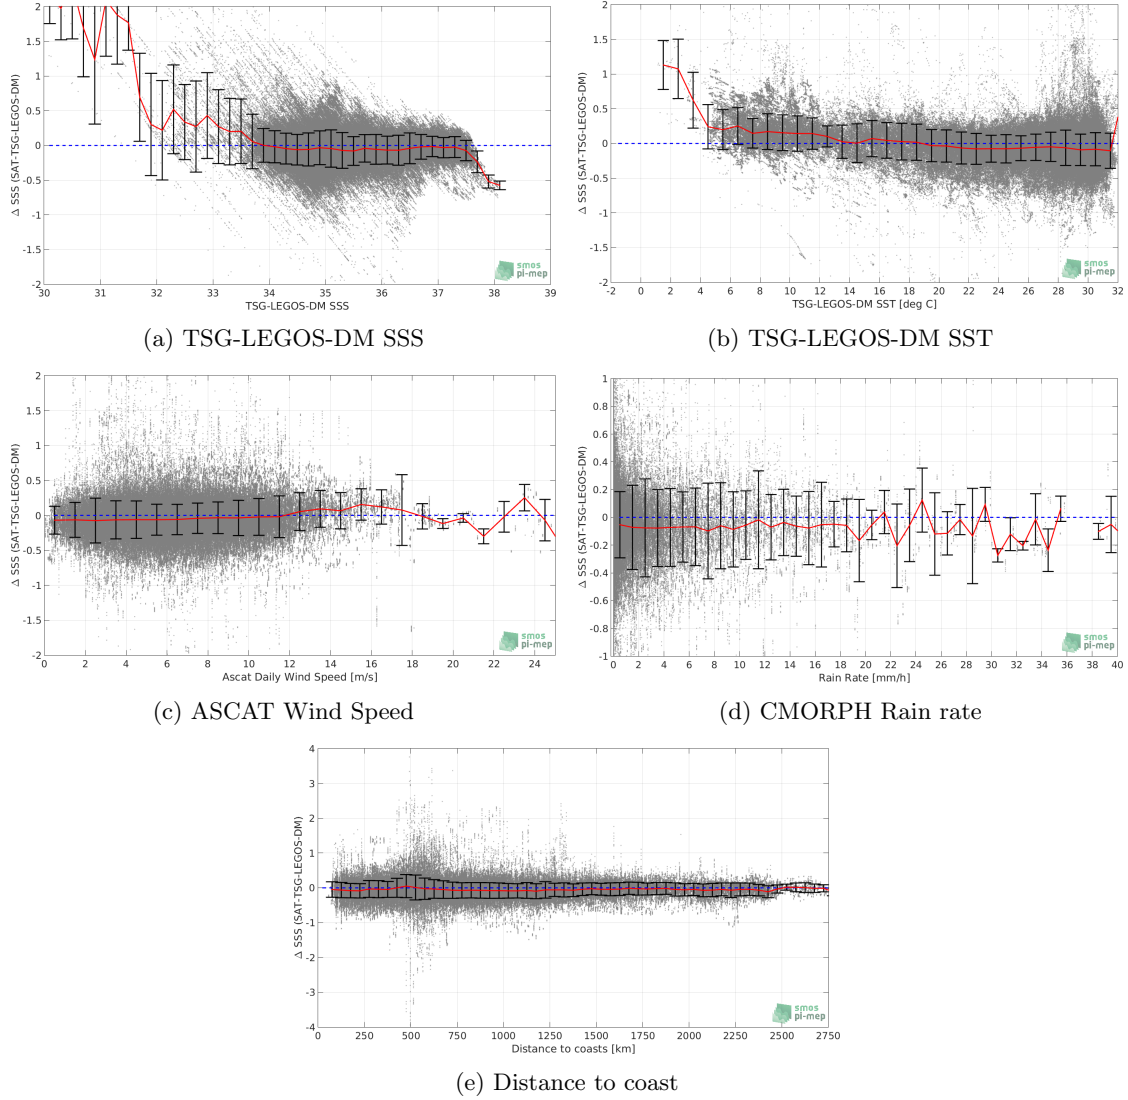 2
1.5
1
0.5
0
-0.5
-1
-1.5
-2
Δ SSS (SAT-TSG-LEGOS-DM)
30 31 32 33 34 35 36 37 38 39
TSG-LEGOS-DM SSS
smos
pi-mep
(a) TSG-LEGOS-DM SSS
2
1.5
1
0.5
0
-0.5
-1
-1.5
-2
Δ SSS (SAT-TSG-LEGOS-DM)
-2 0 2 4 6 8 10 12 14 16 18 20 22 24 26 28 30 32
TSG-LEGOS-DM SST [deg C]
smos
pi-mep
(b) TSG-LEGOS-DM SST
2
1.5
1
0.5
0
-0.5
-1
-1.5
-2
Δ SSS (SAT-TSG-LEGOS-DM)
0 2 4 6 8 10 12 14 16 18 20 22 24
Ascat Daily Wind Speed [m/s]
smos
pi-mep
(c) ASCAT Wind Speed
1
0.8
0.6
0.4
0.2
0
-0.2
-0.4
-0.6
-0.8
-1
Δ SSS (SAT-TSG-LEGOS-DM)
0 2 4 6 8 10 12 14 16 18 20 22 24 26 28 30 32 34 36 38 40
Rain Rate [mm/h]
smos
pi-mep
(d) CMORPH Rain rate
4
3
2
1
0
-1
-2
-3
-4
Δ SSS (SAT-TSG-LEGOS-DM)
0 250 500 750 1000 1250 1500 1750 2000 2250 2500 2750
Distance to coasts [km]
smos
pi-mep
(e) Distance to coast